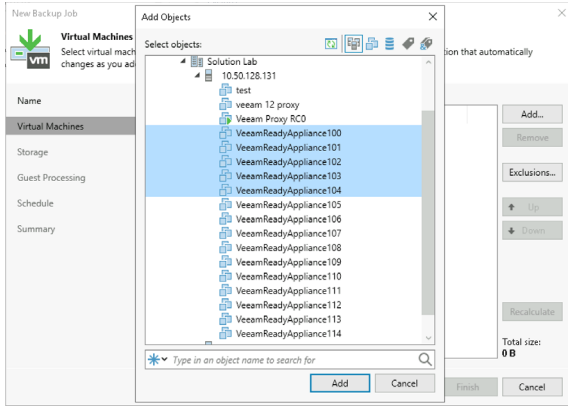 New Backup Job
Virtual Machines
Select virtual mach
changes as you ad
tion that automatically
Name
Virtual Machines
Storage
Guest Processing
Schedule
Summary
Add Objects
Select objects:
Solution Lab
10.50.128.131
test
veeam 12 proxy
Veeam Proxy RC0
VeeamReadyAppliance100
VeeamReadyAppliance101
VeeamReadyAppliance102
VeeamReadyAppliance103
VeeamReadyAppliance104
VeeamReadyAppliance105
VeeamReadyAppliance106
VeeamReadyAppliance107
VeeamReadyAppliance108
VeeamReadyAppliance109
VeeamReadyAppliance110
VeeamReadyAppliance111
VeeamReadyAppliance112
VeeamReadyAppliance113
VeeamReadyAppliance114
Type in an object name to search for
Add
Cancel
Add...
Remove
Exclusions...
Up
Down
Recalculate
Total size:
0 B
Finish
Cancel
vm